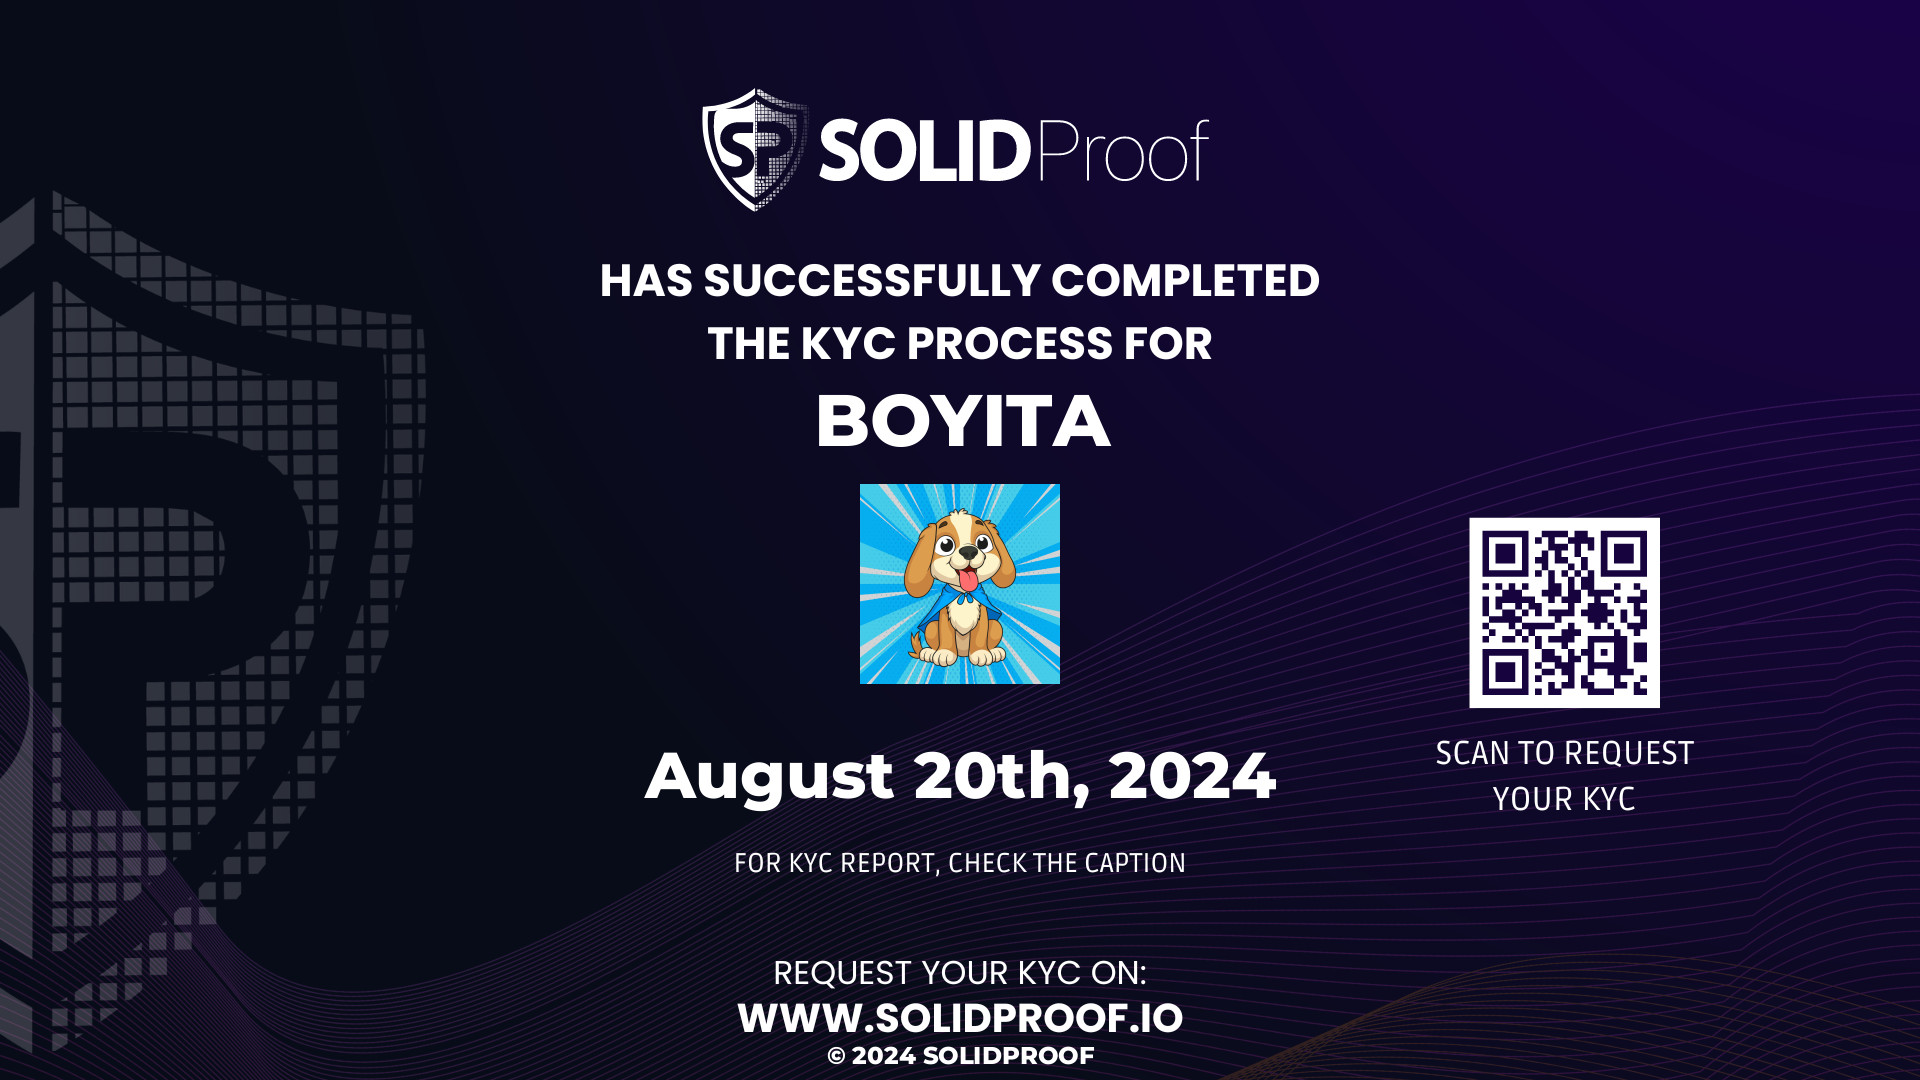 SP SOLIDProof
HAS SUCCESSFULLY COMPLETED
THE KYC PROCESS FOR
BOYITA
August 20th, 2024
SCAN TO REQUEST
YOUR KYC
FOR KYC REPORT, CHECK THE CAPTION
REQUEST YOUR KYC ON:
WWW.SOLIDPROOF.IO
© 2024 SOLIDPROOF